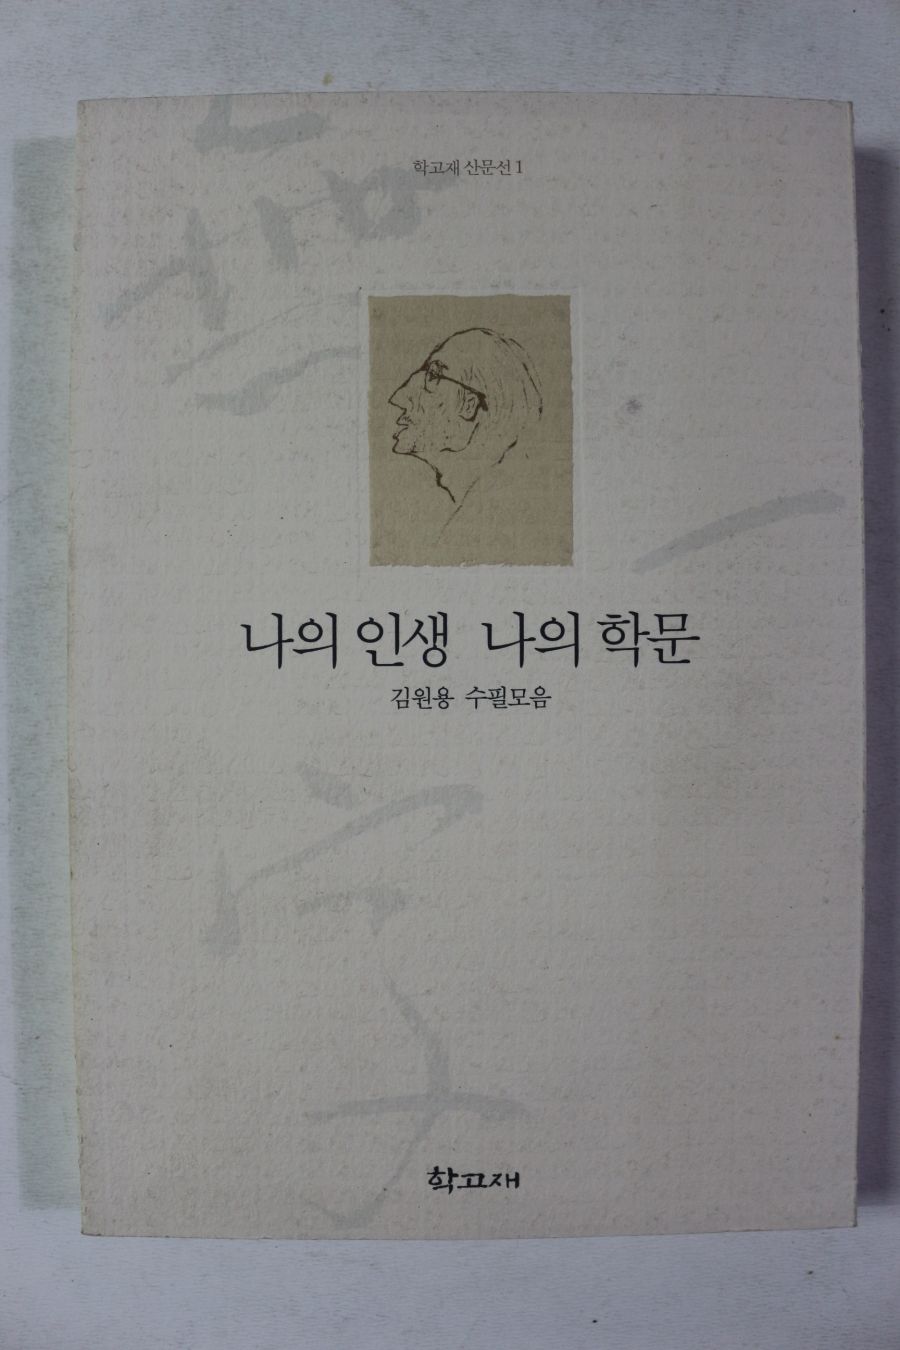 학고재 산문선 1
나의 인생 나의 학문
김원용 수필모음
학고재